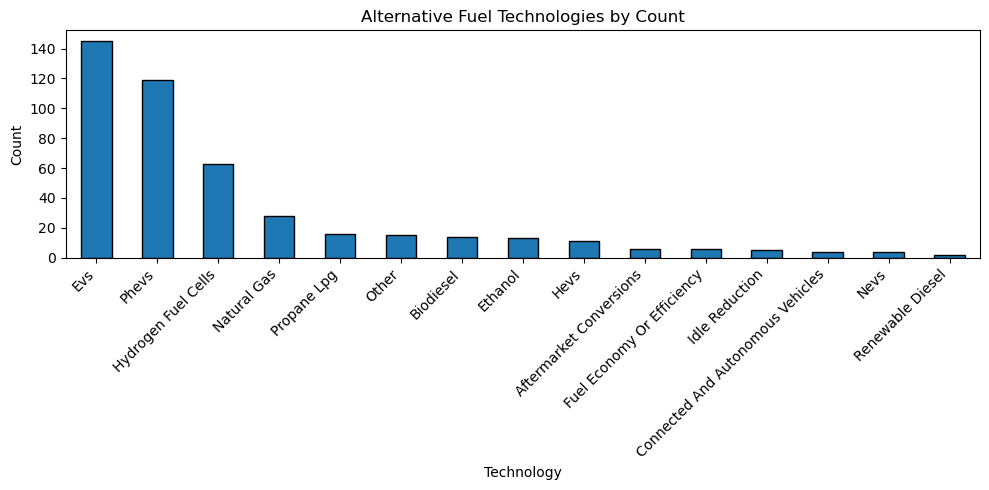 Alternative Fuel Technologies by Count
Count
140
120
100
80
60
40
20
0
Evs
Phevs
Hydrogen Fuel Cells
Natural Gas
Propane Lpg
Other
Biodiesel
Ethanol
Hevs
Aftermarket Conversions
Fuel Economy Or Efficiency
Idle Reduction
Connected And Autonomous Vehicles
Nevs
Renewable Diesel
Technology